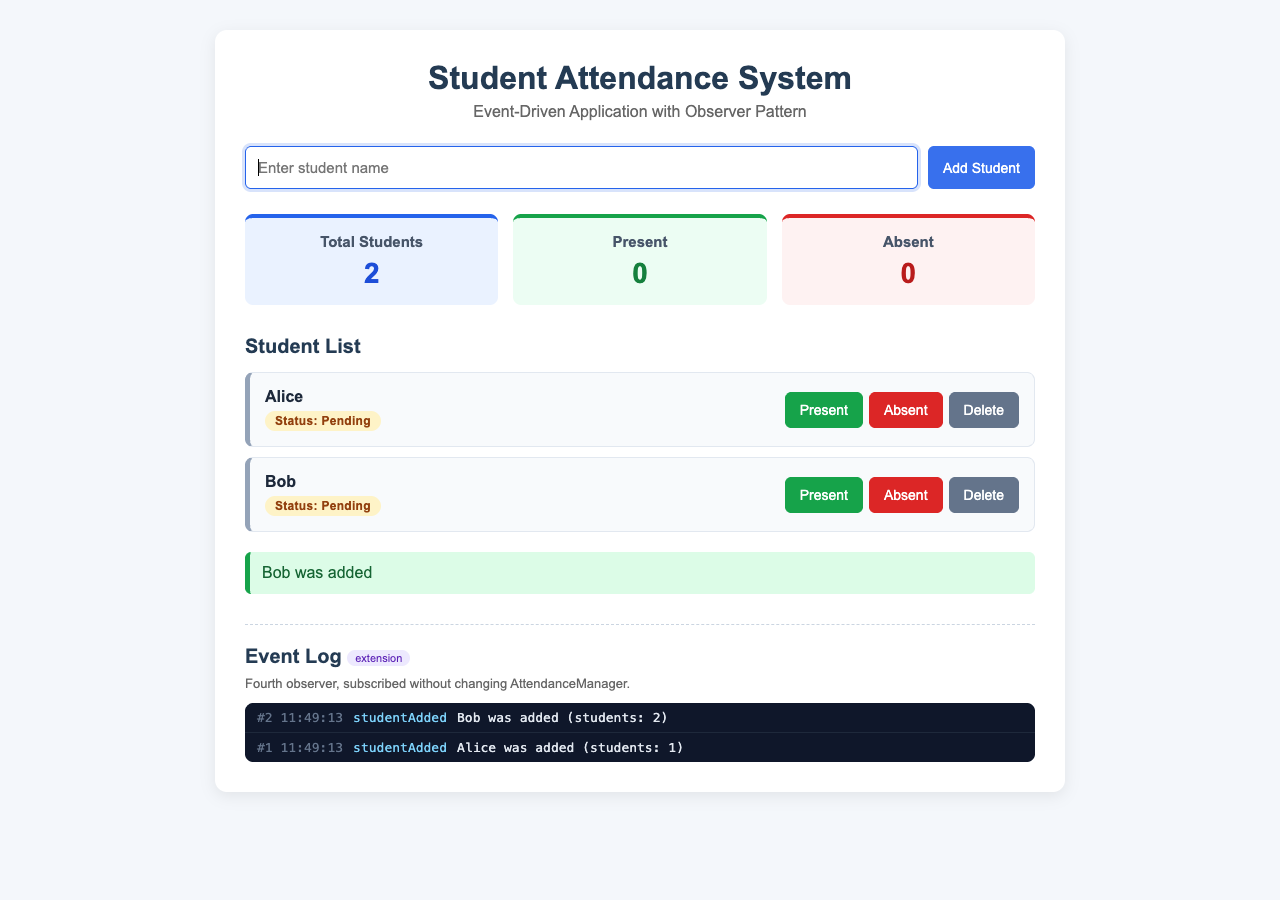 Student Attendance System
Event-Driven Application with Observer Pattern
Enter student name
Add Student
Total Students
2
Present
0
Absent
0
Student List
Alice
Status: Pending
Present Absent Delete
Bob
Status: Pending
Present Absent Delete
Bob was added
Event Log extension
Fourth observer, subscribed without changing AttendanceManager.
#2 11:49:13 studentAdded Bob was added (students: 2)
#1 11:49:13 studentAdded Alice was added (students: 1)